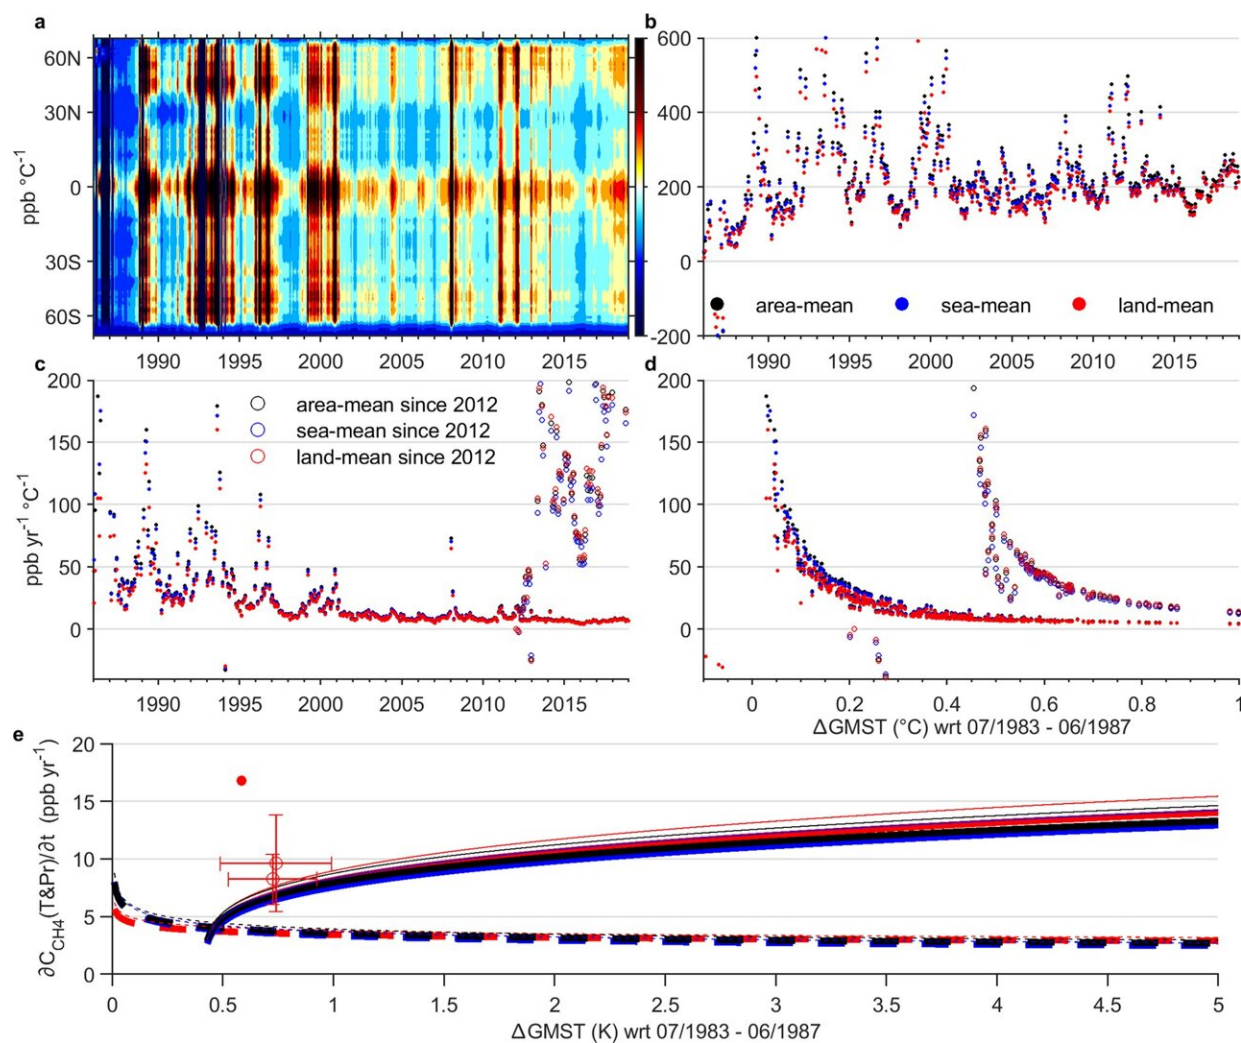 a
60N
30N
0
30S
60S
ppb °C⁻¹
1990 1995 2000 2005 2010 2015
b
600
400
200
0
-200
area-mean sea-mean land-mean
1990 1995 2000 2005 2010 2015
c
200
150
100
50
0
ppb yr⁻¹ °C⁻¹
area-mean since 2012
sea-mean since 2012
land-mean since 2012
1990 1995 2000 2005 2010 2015
d
200
150
100
50
0
0 0.2 0.4 0.6 0.8 1
ΔGMST (°C) wrt 07/1983 - 06/1987
e
20
15
10
5
0
∂C_CH4(T&Pr)/∂t (ppb yr⁻¹)
0 0.5 1 1.5 2 2.5 3 3.5 4 4.5 5
ΔGMST (K) wrt 07/1983 - 06/1987